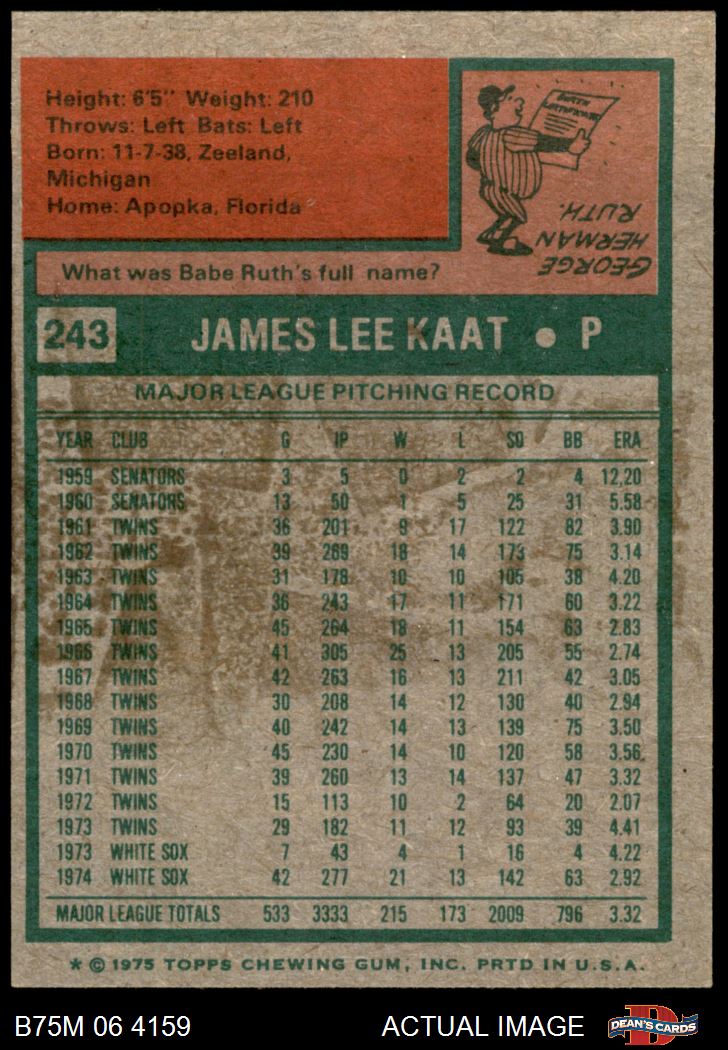 Height: 6'5" Weight: 210
Throws: Left Bats: Left
Born: 11-7-38, Zeeland,
Michigan
Home: Apopka, Florida
BIRTH
CERTIFICATE
GEORGE
HERMAN
RUTH.
What was Babe Ruth's full name?
243 JAMES LEE KAAT • P
MAJOR LEAGUE PITCHING RECORD
YEAR CLUB G IP W L SO BB ERA
1959 SENATORS 3 5 0 2 2 4 12.20
1960 SENATORS 13 50 1 5 25 31 5.58
1961 TWINS 36 201 9 17 122 82 3.90
1962 TWINS 39 269 18 14 173 75 3.14
1963 TWINS 31 178 10 10 105 38 4.20
1964 TWINS 36 243 17 11 171 60 3.22
1965 TWINS 45 264 18 11 154 63 2.83
1966 TWINS 41 305 25 13 205 55 2.74
1967 TWINS 42 263 16 13 211 42 3.05
1968 TWINS 30 208 14 12 130 40 2.94
1969 TWINS 40 242 14 13 139 75 3.50
1970 TWINS 45 230 14 10 120 58 3.56
1971 TWINS 39 260 13 14 137 47 3.32
1972 TWINS 15 113 10 2 64 20 2.07
1973 TWINS 29 182 11 12 93 39 4.41
1973 WHITE SOX 7 43 4 1 16 4 4.22
1974 WHITE SOX 42 277 21 13 142 63 2.92
MAJOR LEAGUE TOTALS 533 3333 215 173 2009 796 3.32
* © 1975 TOPPS CHEWING GUM, INC. PRTD IN U.S.A.
B75M 06 4159 ACTUAL IMAGE D DEAN'S CARDS